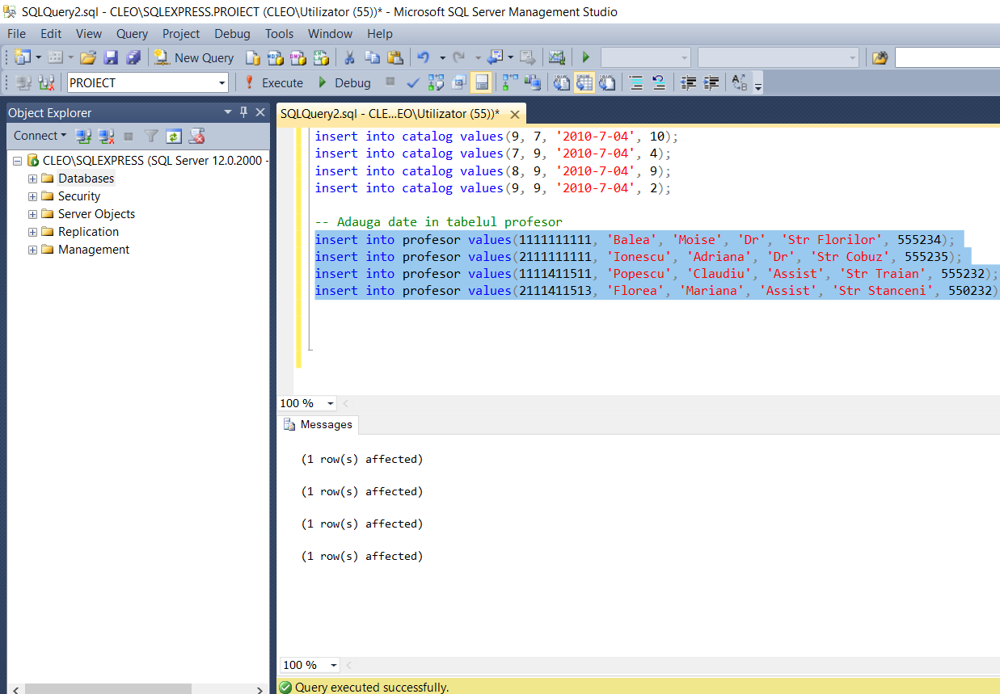 SQLQuery2.sql - CLEO\SQLEXPRESS.PROIECT (CLEO\Utilizator (55))* - Microsoft SQL Server Management Studio
File Edit View Query Project Debug Tools Window Help
New Query
PROIECT Execute Debug
Object Explorer
Connect
CLEO\SQLEXPRESS (SQL Server 12.0.2000 -
Databases
Security
Server Objects
Replication
Management
SQLQuery2.sql - CLE...EO\Utilizator (55))*
insert into catalog values(9, 7, '2010-7-04', 10);
insert into catalog values(7, 9, '2010-7-04', 4);
insert into catalog values(8, 9, '2010-7-04', 9);
insert into catalog values(9, 9, '2010-7-04', 2);
-- Adauga date in tabelul profesor
insert into profesor values(1111111111, 'Balea', 'Moise', 'Dr', 'Str Florilor', 555234);
insert into profesor values(2111111111, 'Ionescu', 'Adriana', 'Dr', 'Str Cobuz', 555235);
insert into profesor values(1111411511, 'Popescu', 'Claudiu', 'Assist', 'Str Traian', 555232);
insert into profesor values(2111411513, 'Florea', 'Mariana', 'Assist', 'Str Stanceni', 550232)
100 %
Messages
(1 row(s) affected)
(1 row(s) affected)
(1 row(s) affected)
(1 row(s) affected)
100 %
Query executed successfully.